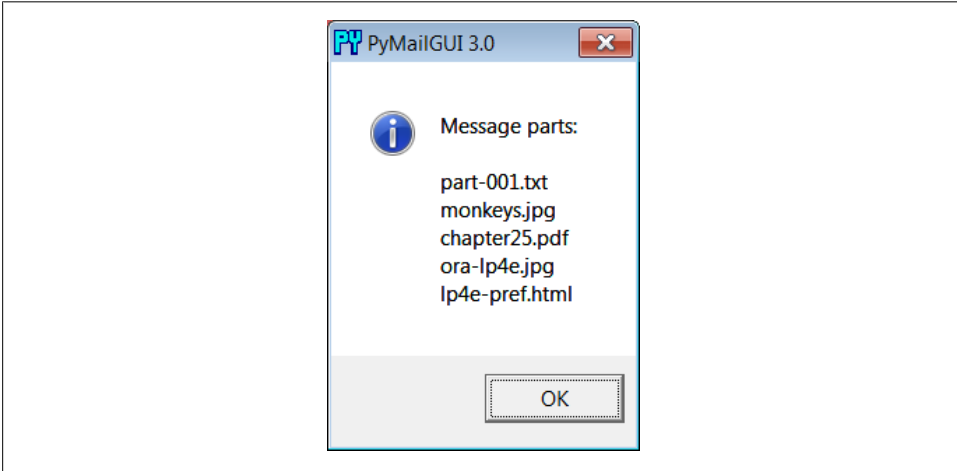 PY PyMailGUI 3.0
Message parts:
part-001.txt
monkeys.jpg
chapter25.pdf
ora-lp4e.jpg
lp4e-pref.html
OK